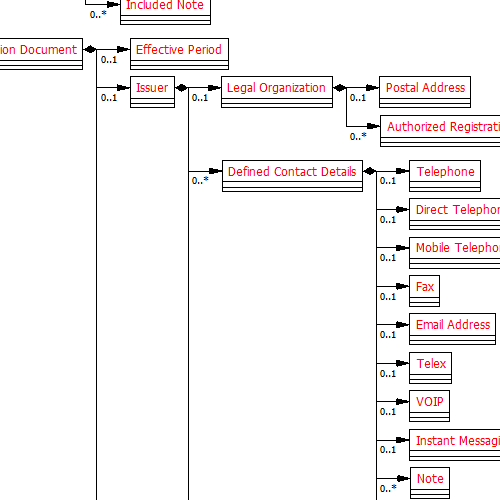 Included Note
0..*
ion Document
Effective Period
0..1
Issuer
Legal Organization
Postal Address
0..1
0..1
0..1
Authorized Registrati
0..*
Defined Contact Details
Telephone
0..*
0..1
Direct Telephon
0..1
Mobile Telepho
0..1
Fax
0..1
Email Address
0..1
Telex
0..1
VOIP
0..1
Instant Messagi
0..1
Note
0..*